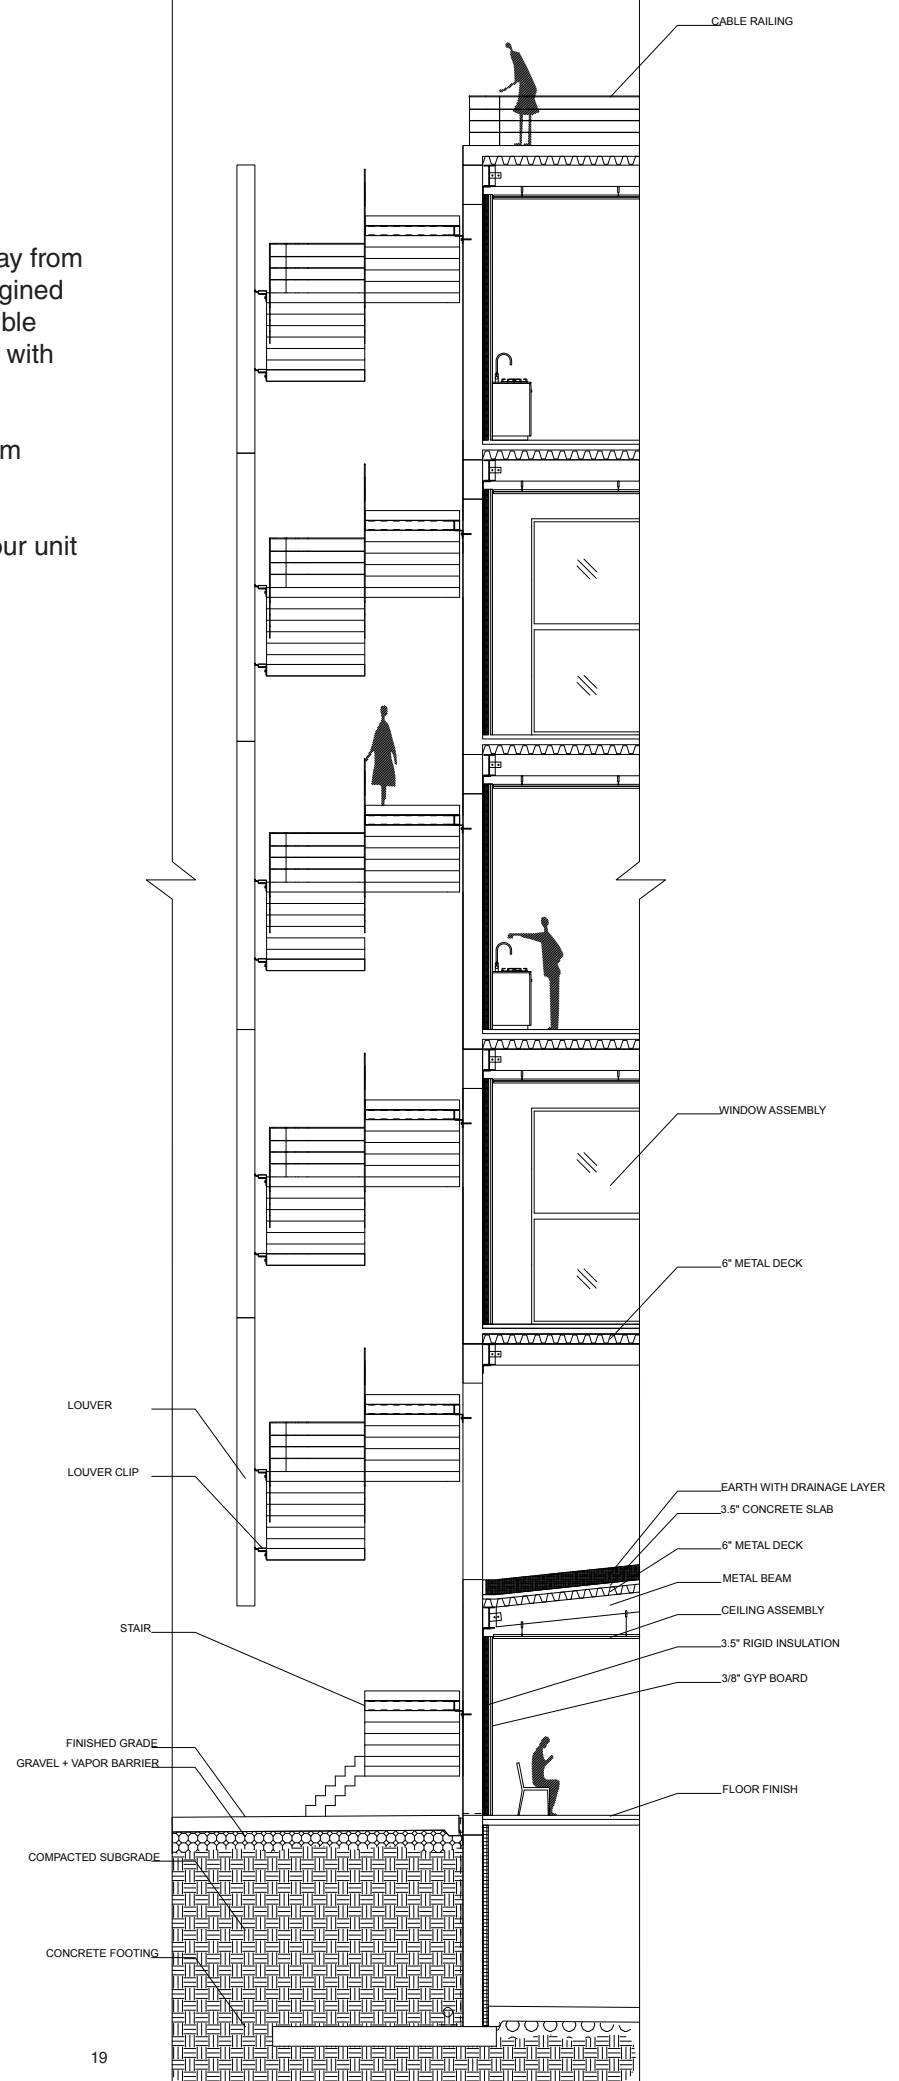 CABLE RAILING
ay from
gined
ble
with
m
our unit
WINDOW ASSEMBLY
6" METAL DECK
LOUVER
LOUVER CLIP
EARTH WITH DRAINAGE LAYER
3.5" CONCRETE SLAB
6" METAL DECK
METAL BEAM
CEILING ASSEMBLY
STAIR
3.5" RIGID INSULATION
3/8" GYP BOARD
FINISHED GRADE
GRAVEL + VAPOR BARRIER
FLOOR FINISH
COMPACTED SUBGRADE
CONCRETE FOOTING
19